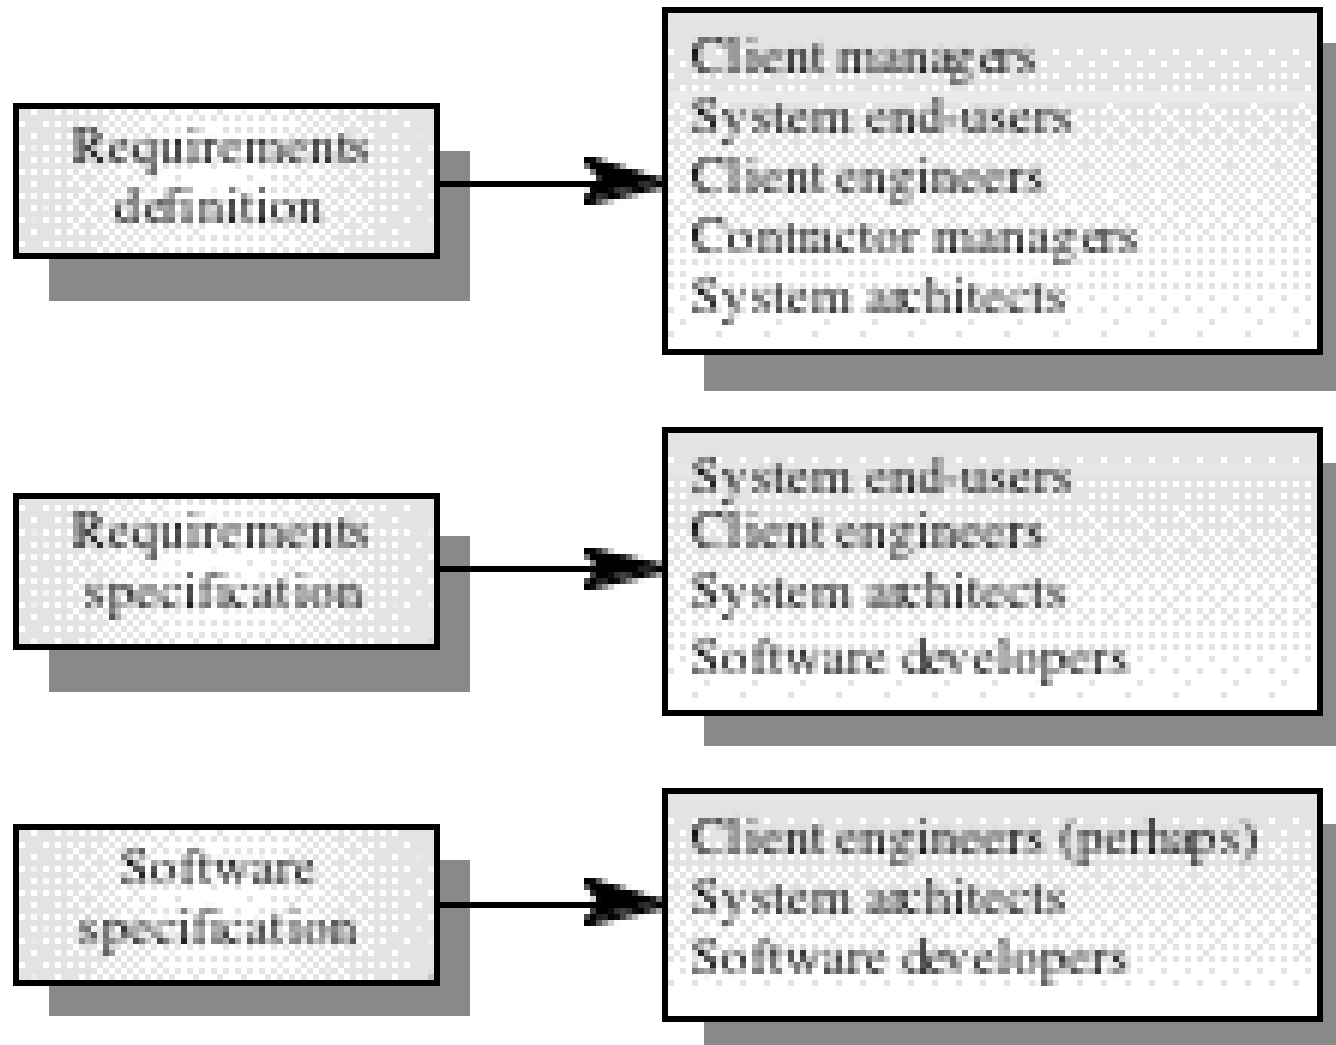 Requirements
definition
Client managers
System end-users
Client engineers
Contractor managers
System architects
Requirements
specification
System end-users
Client engineers
System architects
Software developers
Software
specification
Client engineers (perhaps)
System architects
Software developers